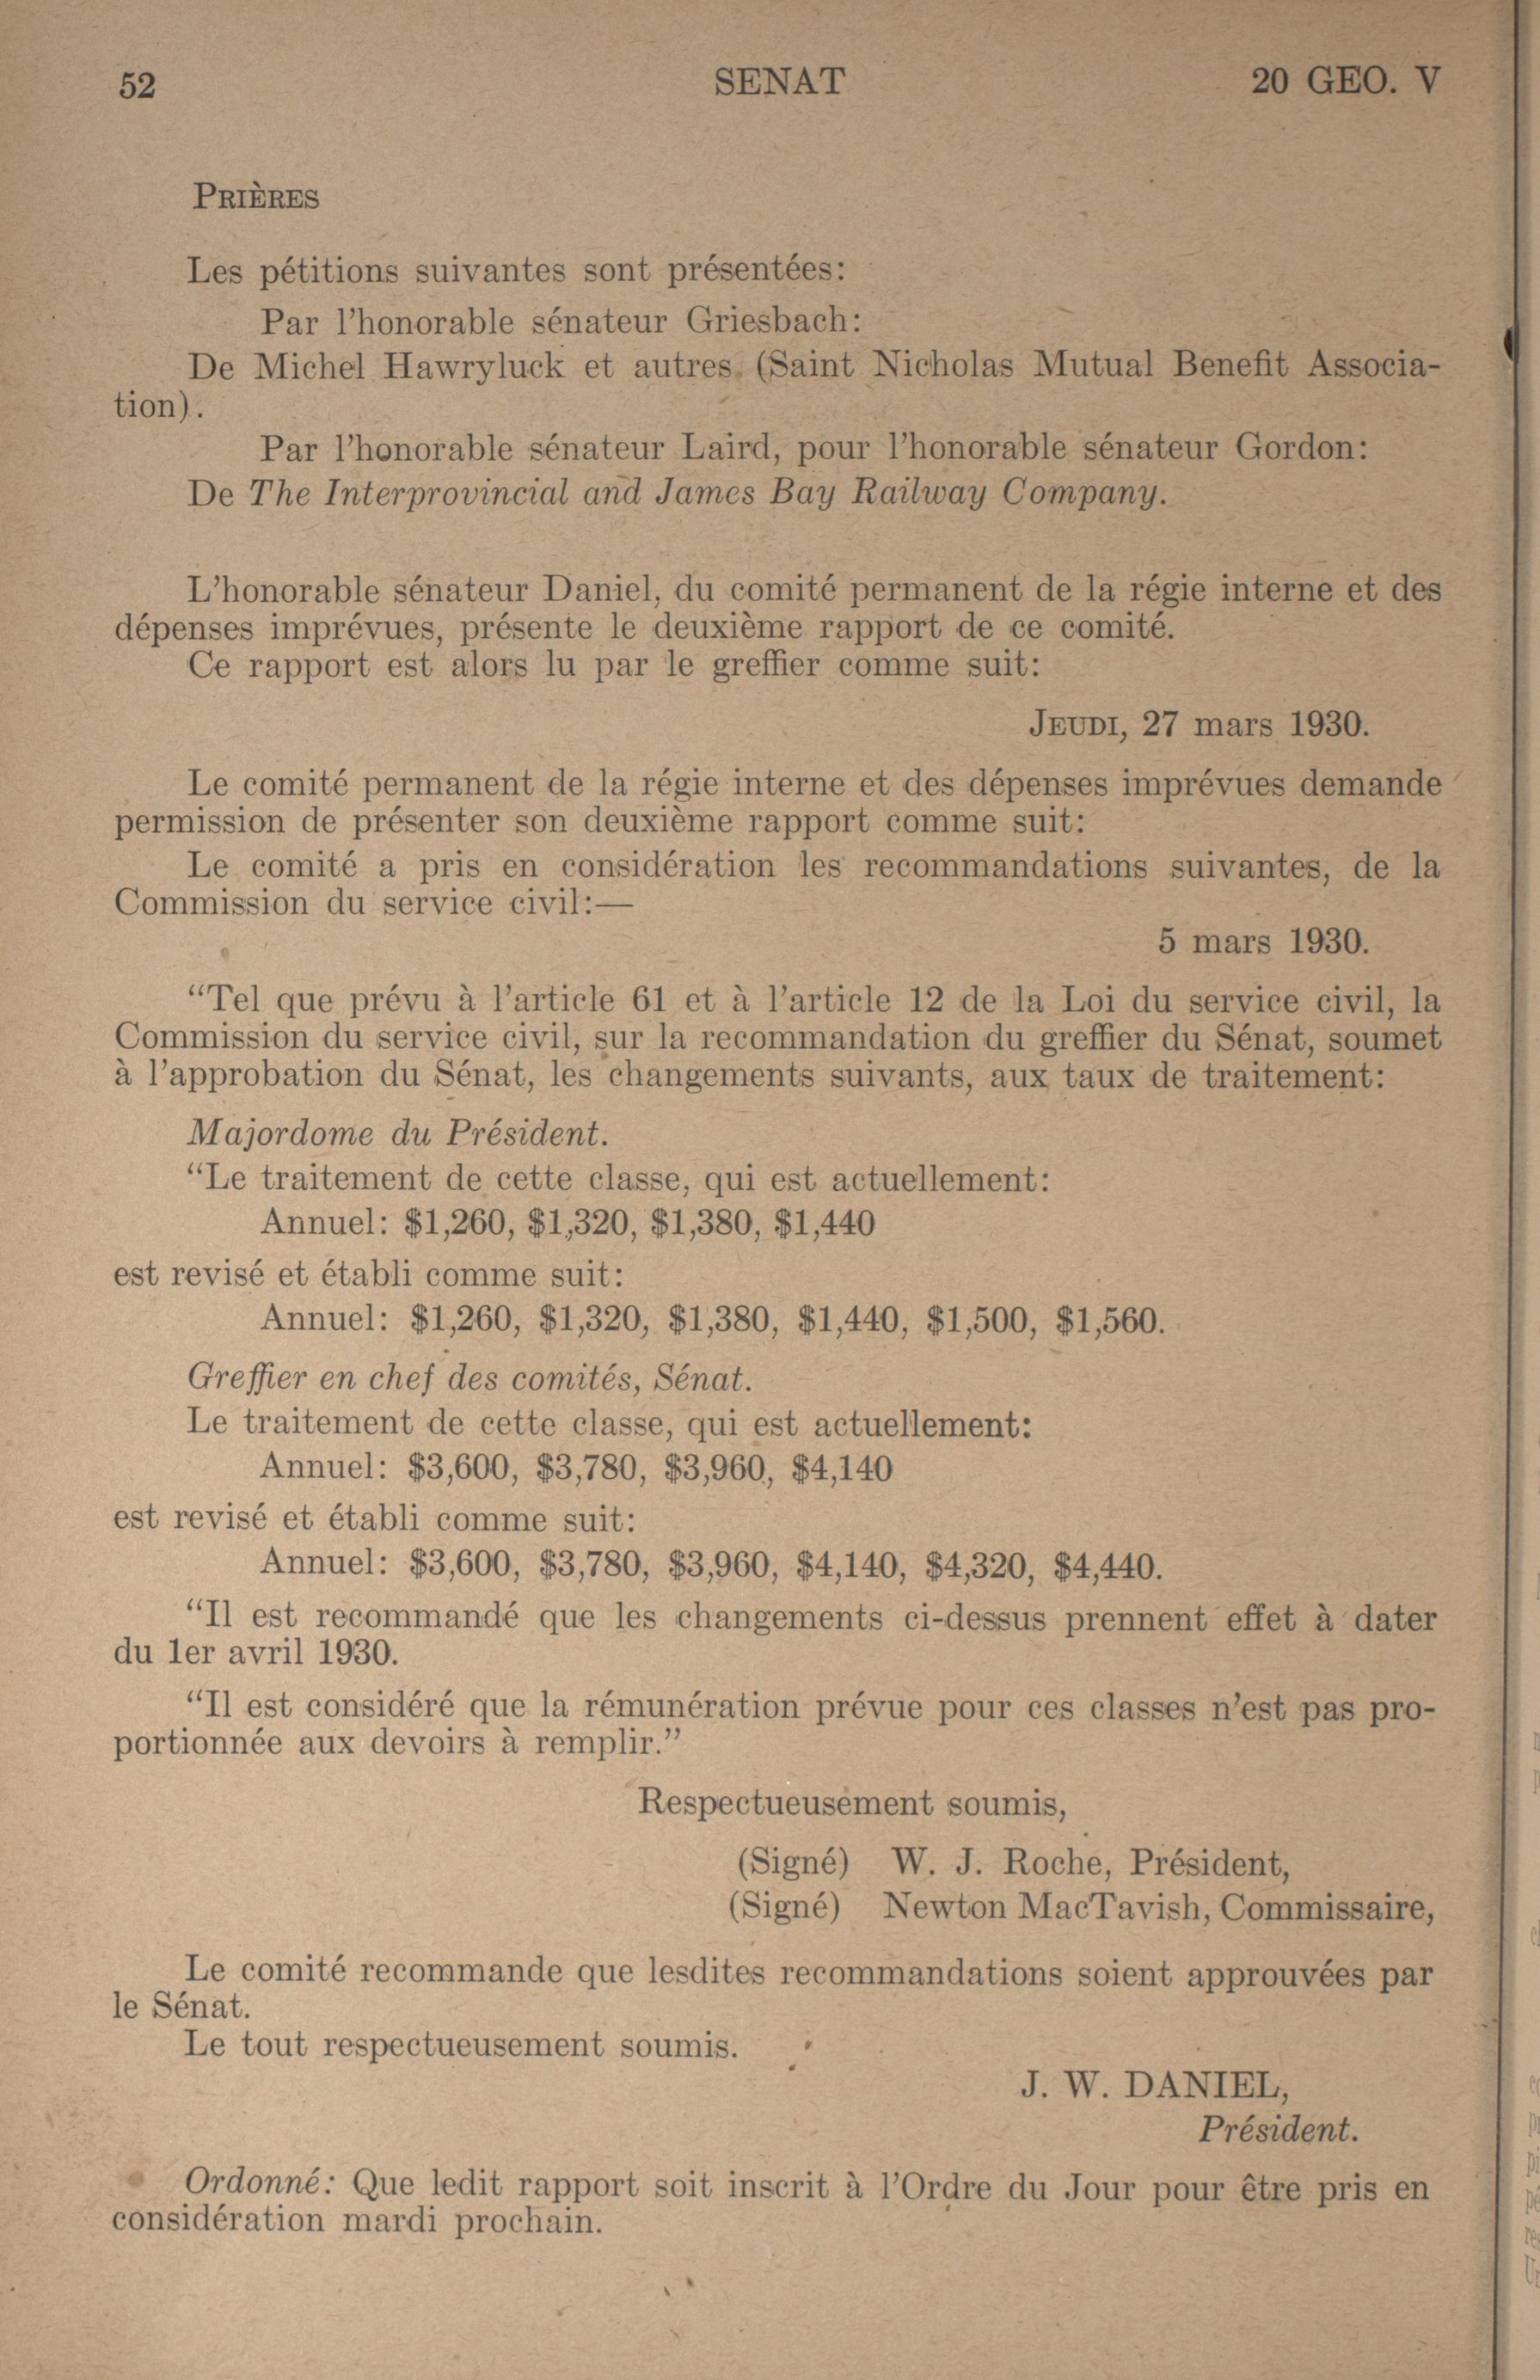 52 SENAT 20 GEO. V
PRIÈRES
Les pétitions suivantes sont présentées:
Par l'honorable sénateur Griesbach:
De Michel Hawryluck et autres (Saint Nicholas Mutual Benefit Associa-
tion).
Par l'honorable sénateur Laird, pour l'honorable sénateur Gordon:
De The Interprovincial and James Bay Railway Company.
L'honorable sénateur Daniel, du comité permanent de la régie interne et des
dépenses imprévues, présente le deuxième rapport de ce comité.
Ce rapport est alors lu par le greffier comme suit:
JEUDI, 27 mars 1930.
Le comité permanent de la régie interne et des dépenses imprévues demande
permission de présenter son deuxième rapport comme suit:
Le comité a pris en considération les recommandations suivantes, de la
Commission du service civil:—
5 mars 1930.
"Tel que prévu à l'article 61 et à l'article 12 de la Loi du service civil, la
Commission du service civil, sur la recommandation du greffier du Sénat, soumet
à l'approbation du Sénat, les changements suivants, aux taux de traitement:
Majordome du Président.
"Le traitement de cette classe, qui est actuellement:
Annuel: $1,260, $1,320, $1,380, $1,440
est revisé et établi comme suit:
Annuel: $1,260, $1,320, $1,380, $1,440, $1,500, $1,560.
Greffier en chef des comités, Sénat.
Le traitement de cette classe, qui est actuellement:
Annuel: $3,600, $3,780, $3,960, $4,140
est revisé et établi comme suit:
Annuel: $3,600, $3,780, $3,960, $4,140, $4,320, $4,440.
"Il est recommandé que les changements ci-dessus prennent effet à dater
du 1er avril 1930.
"Il est considéré que la rémunération prévue pour ces classes n'est pas pro-
portionnée aux devoirs à remplir."
Respectueusement soumis,
(Signé) W. J. Roche, Président,
(Signé) Newton MacTavish, Commissaire,
Le comité recommande que lesdites recommandations soient approuvées par
le Sénat.
Le tout respectueusement soumis.
J. W. DANIEL,
Président.
Ordonné: Que ledit rapport soit inscrit à l'Ordre du Jour pour être pris en
considération mardi prochain.